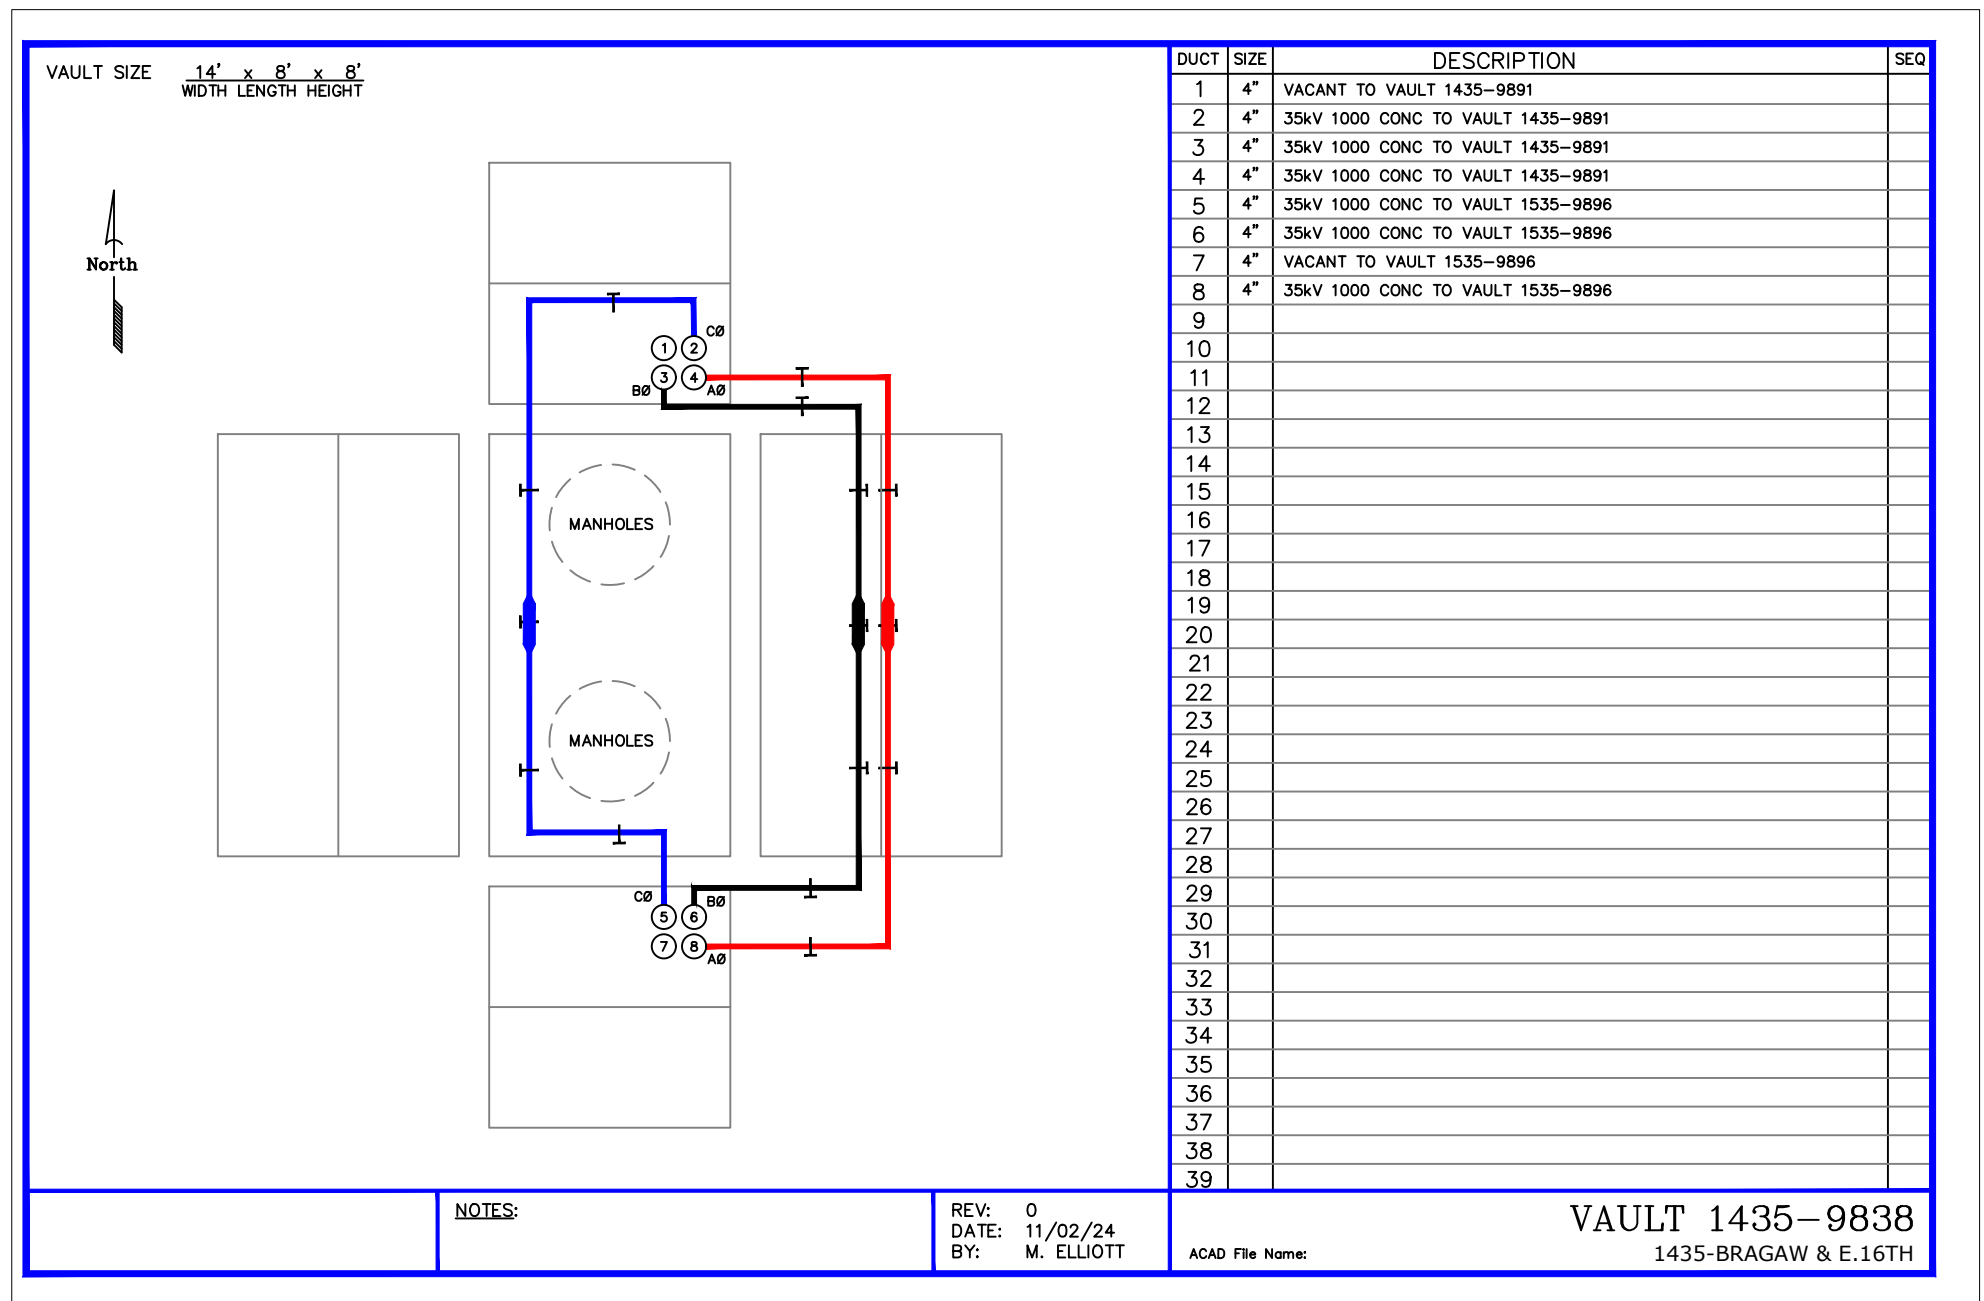 VAULT SIZE 14' x 8' x 8'
WIDTH LENGTH HEIGHT
North
CØ
1 2
3 4
BØ AØ
MANHOLES
MANHOLES
CØ BØ
5 6
7 8
AØ
DUCT SIZE DESCRIPTION SEQ
1 4" VACANT TO VAULT 1435-9891
2 4" 35kV 1000 CONC TO VAULT 1435-9891
3 4" 35kV 1000 CONC TO VAULT 1435-9891
4 4" 35kV 1000 CONC TO VAULT 1435-9891
5 4" 35kV 1000 CONC TO VAULT 1535-9896
6 4" 35kV 1000 CONC TO VAULT 1535-9896
7 4" VACANT TO VAULT 1535-9896
8 4" 35kV 1000 CONC TO VAULT 1535-9896
9
10
11
12
13
14
15
16
17
18
19
20
21
22
23
24
25
26
27
28
29
30
31
32
33
34
35
36
37
38
39
NOTES:
REV: 0
DATE: 11/02/24
BY: M. ELLIOTT
ACAD File Name:
VAULT 1435-9838
1435-BRAGAW & E.16TH